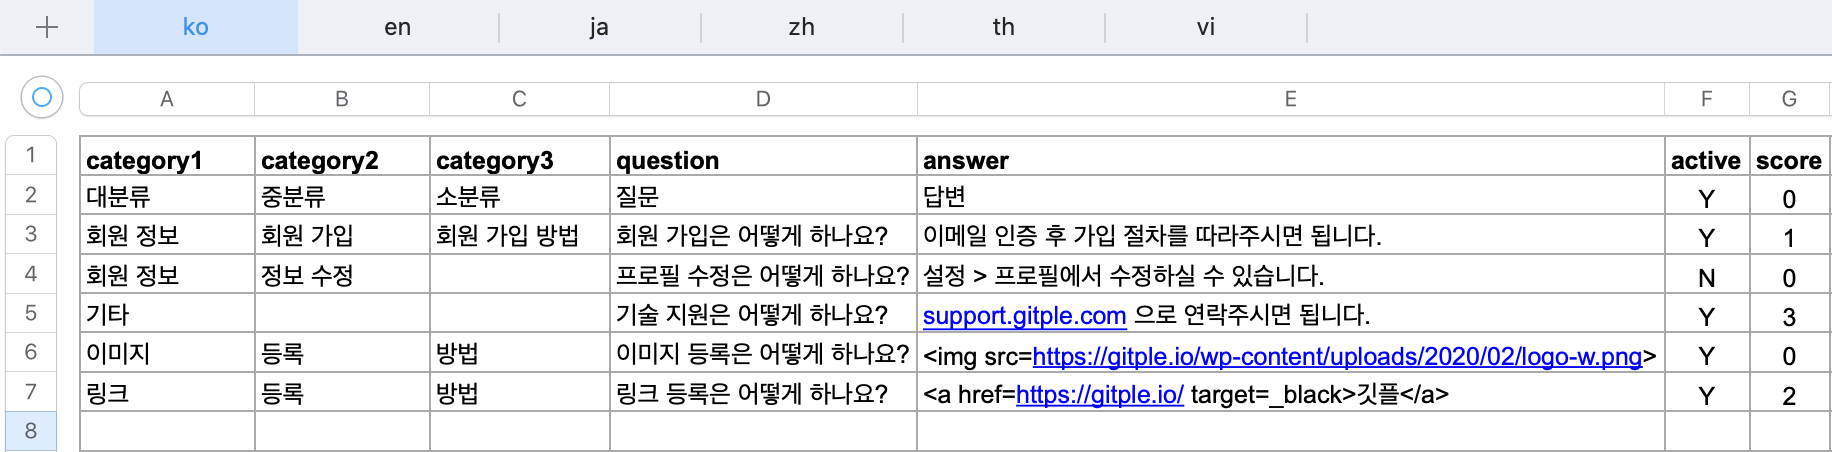 ko en ja zh th vi
A B C D E F G
1 category1 category2 category3 question answer active score
2 대분류 중분류 소분류 질문 답변 Y 0
3 회원 정보 회원 가입 회원 가입 방법 회원 가입은 어떻게 하나요? 이메일 인증 후 가입 절차를 따라주시면 됩니다. Y 1
4 회원 정보 정보 수정 프로필 수정은 어떻게 하나요? 설정 > 프로필에서 수정하실 수 있습니다. N 0
5 기타 기술 지원은 어떻게 하나요? support.gitple.com 으로 연락주시면 됩니다. Y 3
6 이미지 등록 방법 이미지 등록은 어떻게 하나요? <img src=https://gitple.io/wp-content/uploads/2020/02/logo-w.png> Y 0
7 링크 등록 방법 링크 등록은 어떻게 하나요? <a href=https://gitple.io/ target=_black>깃플</a> Y 2
8